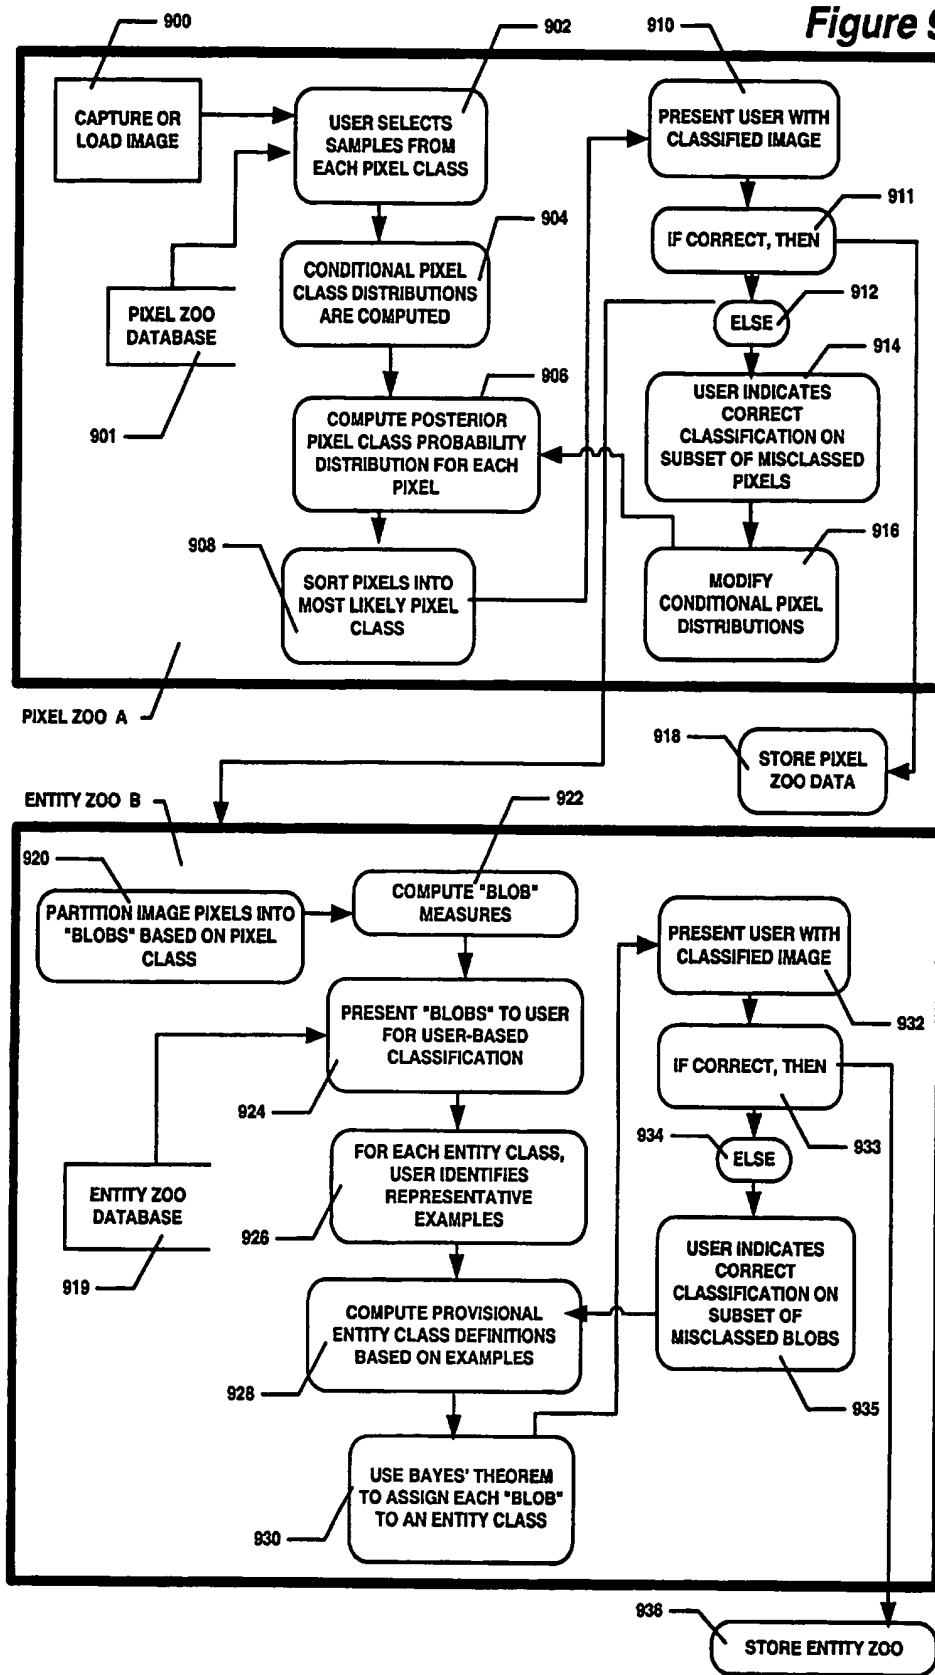 Figure 9
900
902
910
CAPTURE OR
LOAD IMAGE
USER SELECTS
SAMPLES FROM
EACH PIXEL CLASS
PRESENT USER WITH
CLASSIFIED IMAGE
911
904
IF CORRECT, THEN
CONDITIONAL PIXEL
CLASS DISTRIBUTIONS
ARE COMPUTED
912
ELSE
PIXEL ZOO
DATABASE
914
906
901
COMPUTE POSTERIOR
PIXEL CLASS PROBABILITY
DISTRIBUTION FOR EACH
PIXEL
USER INDICATES
CORRECT
CLASSIFICATION ON
SUBSET OF MISCLASSED
PIXELS
908
916
SORT PIXELS INTO
MOST LIKELY PIXEL
CLASS
MODIFY
CONDITIONAL PIXEL
DISTRIBUTIONS
PIXEL ZOO A
918
STORE PIXEL
ZOO DATA
ENTITY ZOO B
922
920
PARTITION IMAGE PIXELS INTO
"BLOBS" BASED ON PIXEL
CLASS
COMPUTE "BLOB"
MEASURES
PRESENT USER WITH
CLASSIFIED IMAGE
932
PRESENT "BLOBS" TO USER
FOR USER-BASED
CLASSIFICATION
924
IF CORRECT, THEN
933
934
ELSE
FOR EACH ENTITY CLASS,
USER IDENTIFIES
REPRESENTATIVE
EXAMPLES
926
ENTITY ZOO
DATABASE
919
USER INDICATES
CORRECT
CLASSIFICATION ON
SUBSET OF
MISCLASSED BLOBS
935
COMPUTE PROVISIONAL
ENTITY CLASS DEFINITIONS
BASED ON EXAMPLES
928
USE BAYES' THEOREM
TO ASSIGN EACH "BLOB"
TO AN ENTITY CLASS
930
936
STORE ENTITY ZOO